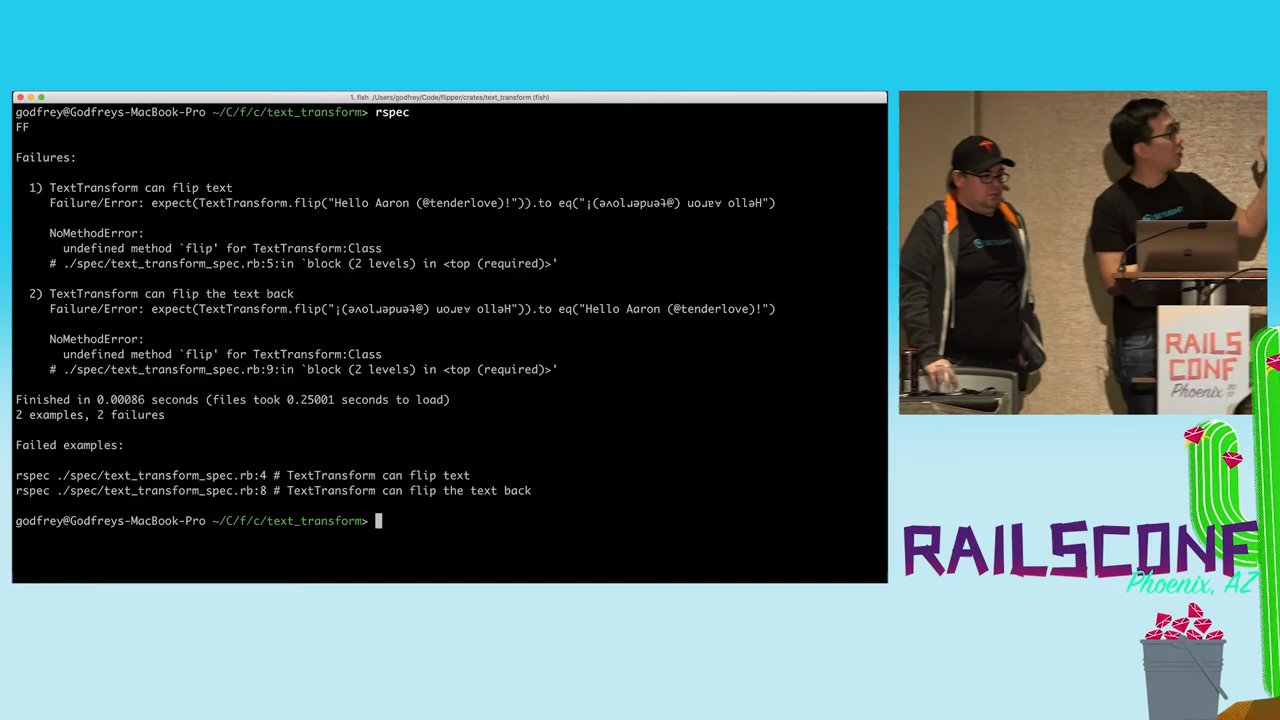 1. fish /Users/godfrey/Code/flipper/crates/text_transform (fish)
godfrey@Godfreys-MacBook-Pro ~/C/f/c/text_transform> rspec
FF
Failures:
1) TextTransform can flip text
Failure/Error: expect(TextTransform.flip("Hello Aaron (@tenderlove)!")).to eq("¡(ǝʌolɹǝpuǝʇ@) uoɹɐ∀ ollǝH")
NoMethodError:
undefined method `flip' for TextTransform:Class
# ./spec/text_transform_spec.rb:5:in `block (2 levels) in <top (required)>'
2) TextTransform can flip the text back
Failure/Error: expect(TextTransform.flip("¡(ǝʌolɹǝpuǝʇ@) uoɹɐ∀ ollǝH")).to eq("Hello Aaron (@tenderlove)!")
NoMethodError:
undefined method `flip' for TextTransform:Class
# ./spec/text_transform_spec.rb:9:in `block (2 levels) in <top (required)>'
Finished in 0.00086 seconds (files took 0.25001 seconds to load)
2 examples, 2 failures
Failed examples:
rspec ./spec/text_transform_spec.rb:4 # TextTransform can flip text
rspec ./spec/text_transform_spec.rb:8 # TextTransform can flip the text back
godfrey@Godfreys-MacBook-Pro ~/C/f/c/text_transform>
RAILS
CONF
Phoenix
RAILSCONF
Phoenix, AZ